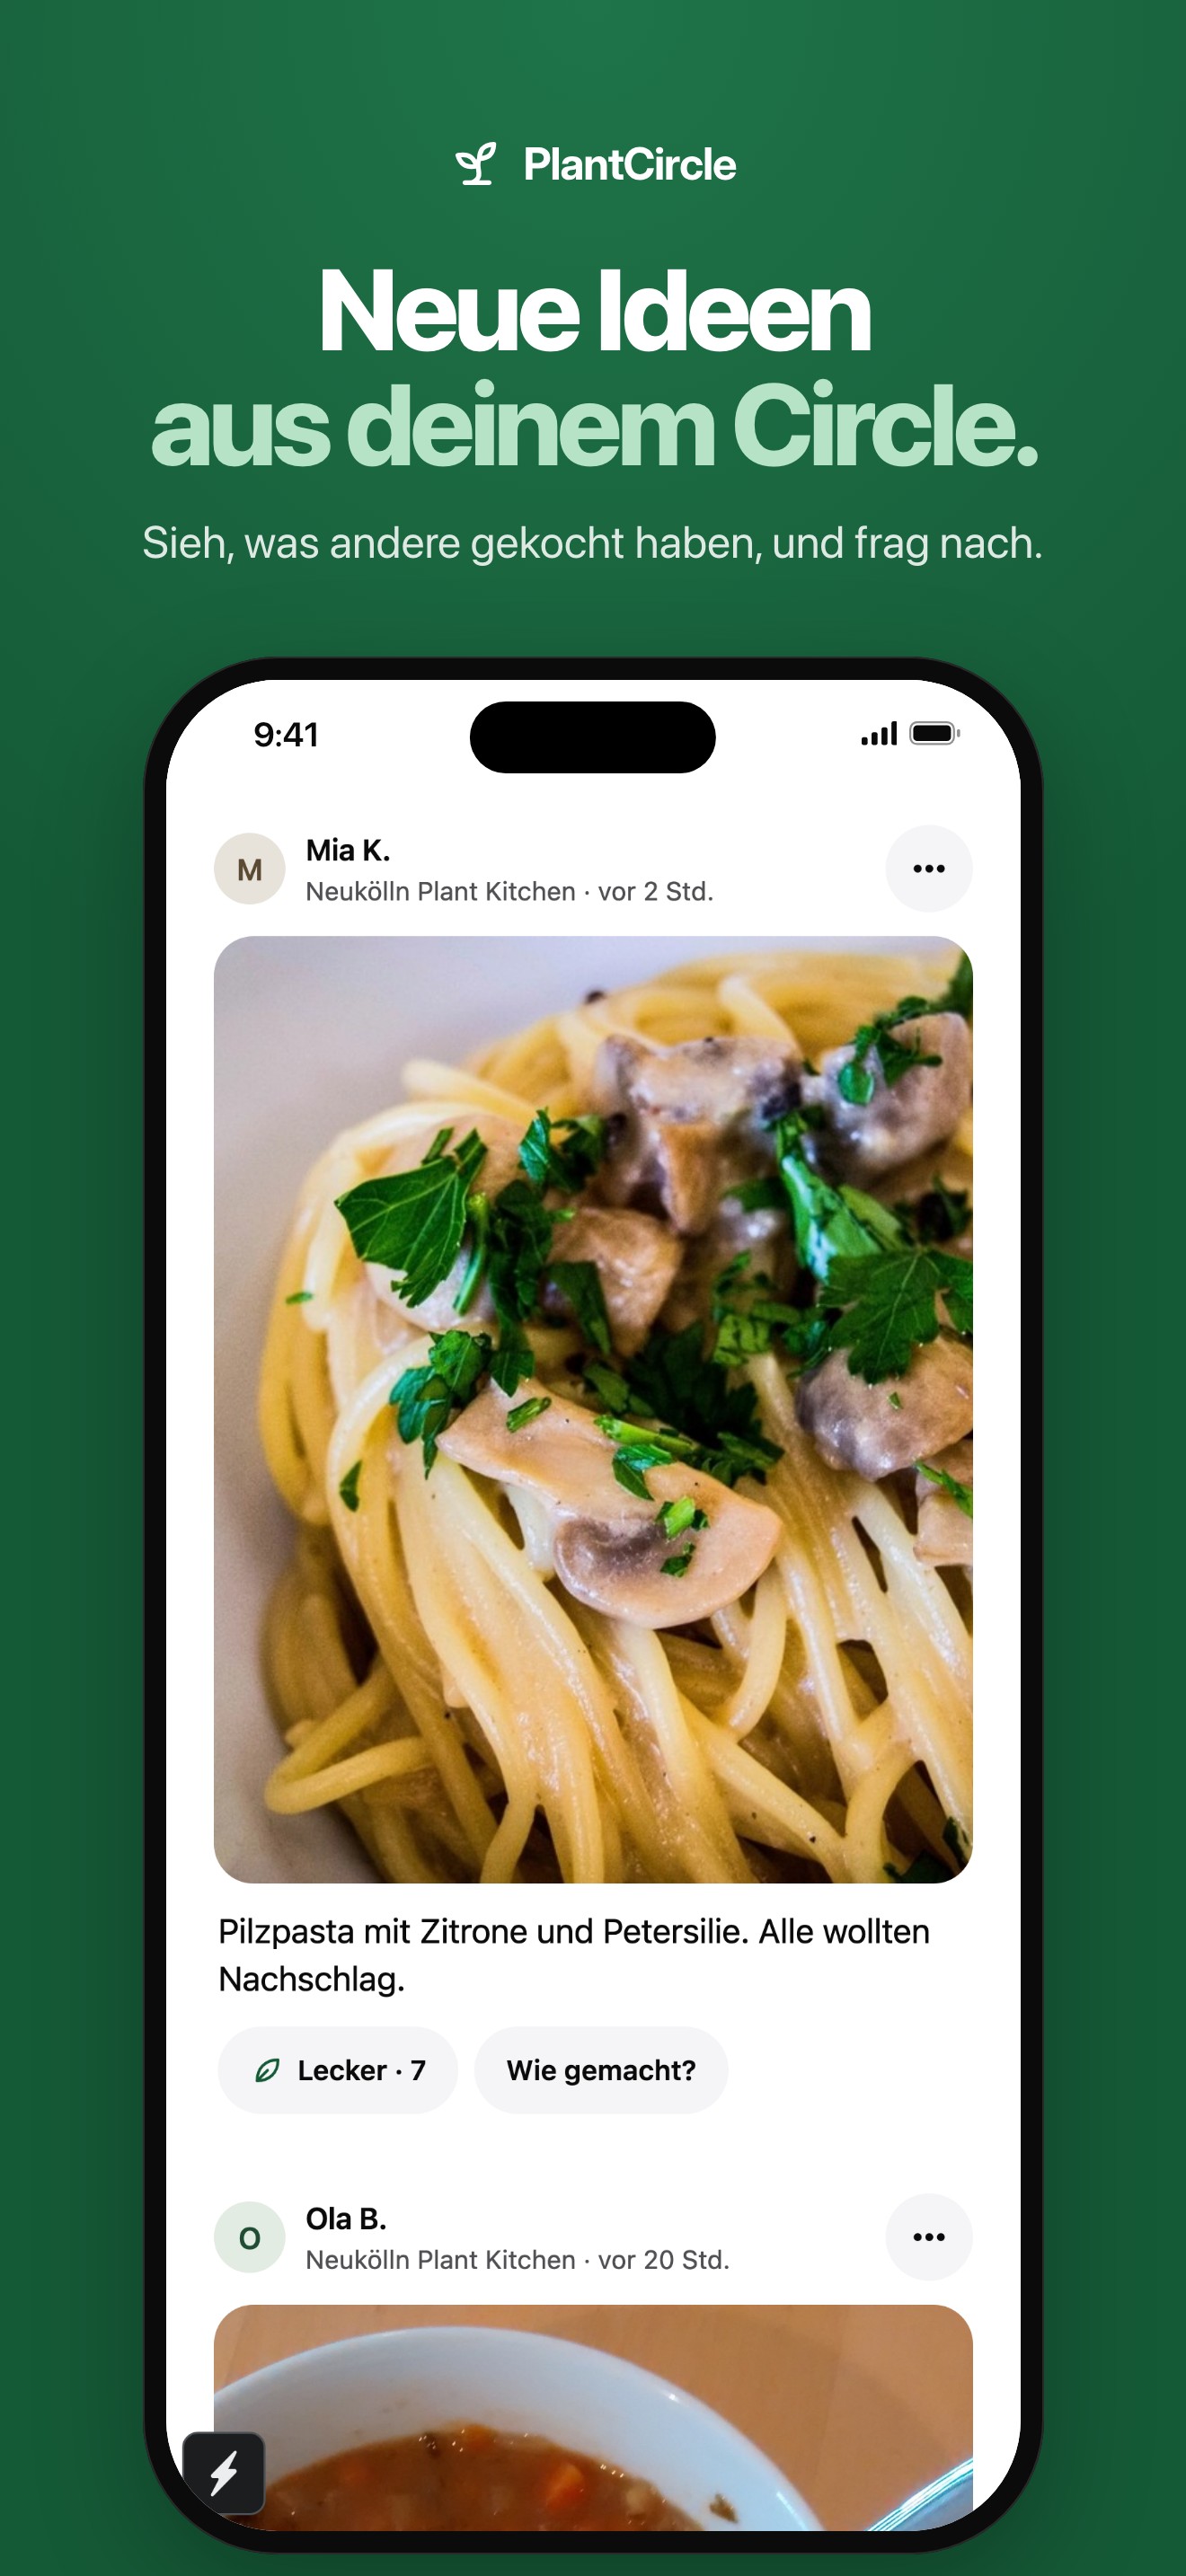 PlantCircle
Neue Ideen
aus deinem Circle.
Sieh, was andere gekocht haben, und frag nach.
9:41
M
Mia K.
Neukölln Plant Kitchen · vor 2 Std.
Pilzpasta mit Zitrone und Petersilie. Alle wollten
Nachschlag.
Lecker · 7
Wie gemacht?
O
Ola B.
Neukölln Plant Kitchen · vor 20 Std.